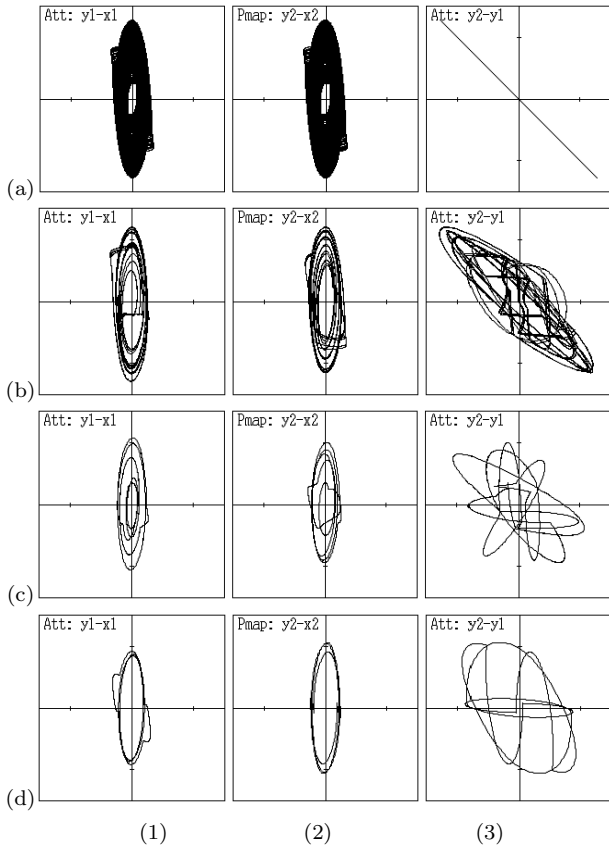 Att: y1-x1 Pmap: y2-x2 Att: y2-y1
(a)
Att: y1-x1 Pmap: y2-x2 Att: y2-y1
(b)
Att: y1-x1 Pmap: y2-x2 Att: y2-y1
(c)
Att: y1-x1 Pmap: y2-x2 Att: y2-y1
(d)
(1) (2) (3)